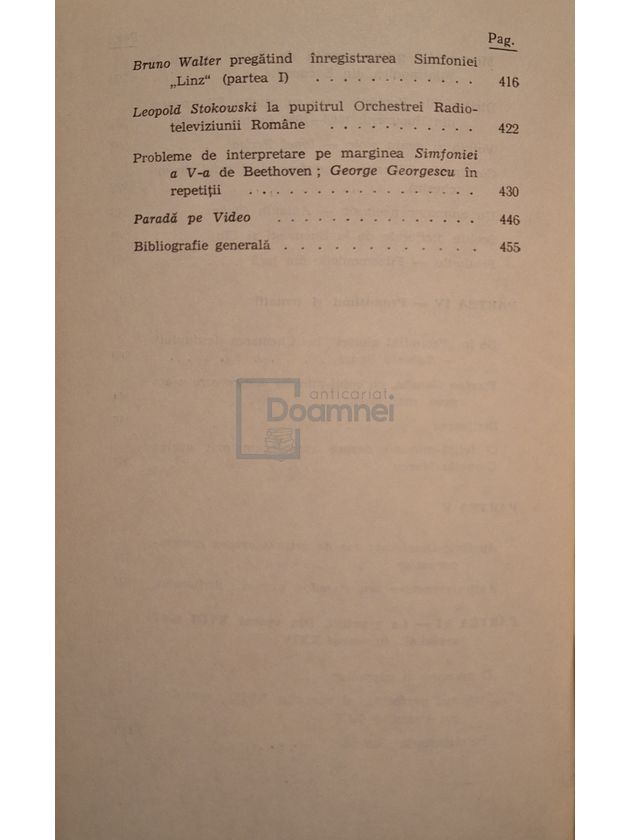 Pag.
Bruno Walter pregătind înregistrarea Simfoniei
„Linz“ (partea I) . . . . . . . . . . . . 416
Leopold Stokowski la pupitrul Orchestrei Radio-
televiziunii Române . . . . . . . . . . . 422
Probleme de interpretare pe marginea Simfoniei
a V-a de Beethoven ; George Georgescu în
repetiții . . . . . . . . . . . . . . . 430
Paradă pe Video . . . . . . . . . . . . . . 446
Bibliografie generală . . . . . . . . . . . . . 455
anticariat
Doamnei